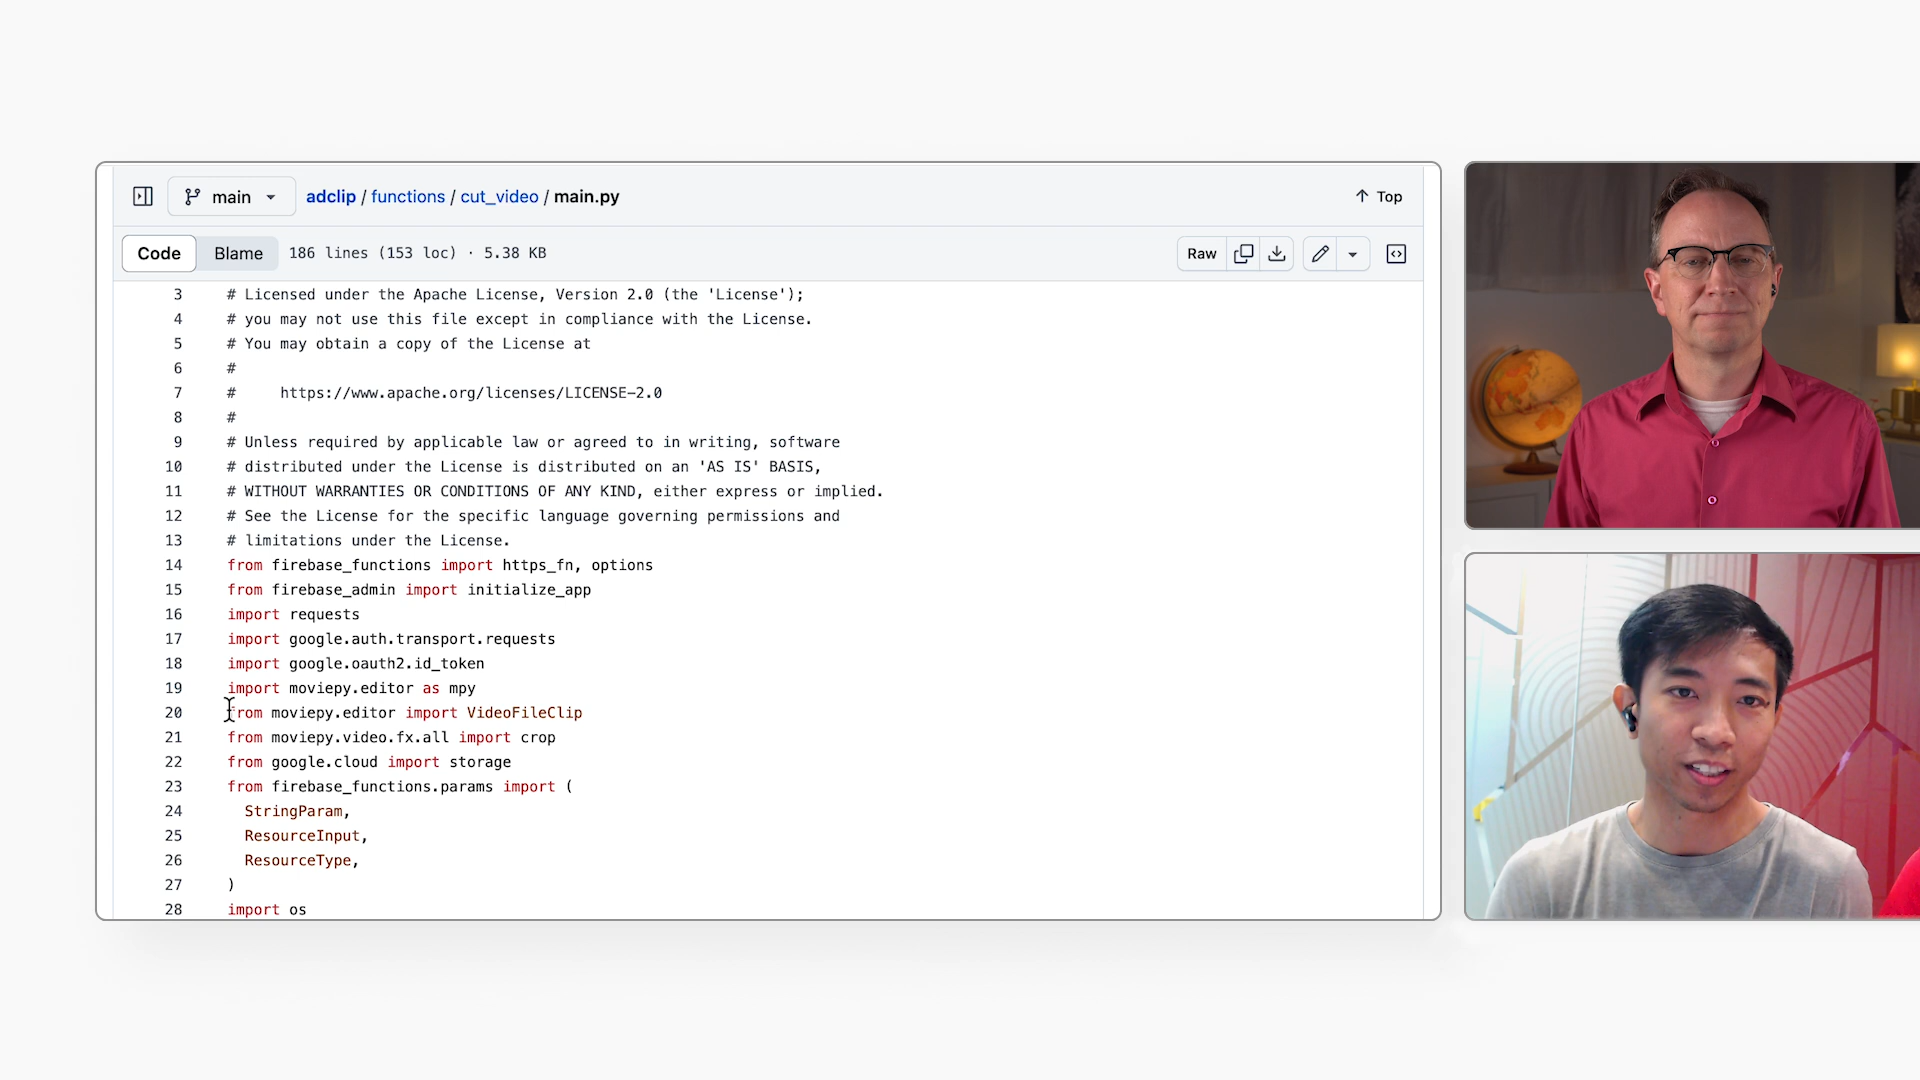 main
adclip / functions / cut_video / main.py
Top
Code
Blame
186 lines (153 loc) · 5.38 KB
Raw
3 # Licensed under the Apache License, Version 2.0 (the 'License');
4 # you may not use this file except in compliance with the License.
5 # You may obtain a copy of the License at
6 #
7 #     https://www.apache.org/licenses/LICENSE-2.0
8 #
9 # Unless required by applicable law or agreed to in writing, software
10 # distributed under the License is distributed on an 'AS IS' BASIS,
11 # WITHOUT WARRANTIES OR CONDITIONS OF ANY KIND, either express or implied.
12 # See the License for the specific language governing permissions and
13 # limitations under the License.
14 from firebase_functions import https_fn, options
15 from firebase_admin import initialize_app
16 import requests
17 import google.auth.transport.requests
18 import google.oauth2.id_token
19 import moviepy.editor as mpy
20 from moviepy.editor import VideoFileClip
21 from moviepy.video.fx.all import crop
22 from google.cloud import storage
23 from firebase_functions.params import (
24   StringParam,
25   ResourceInput,
26   ResourceType,
27 )
28 import os